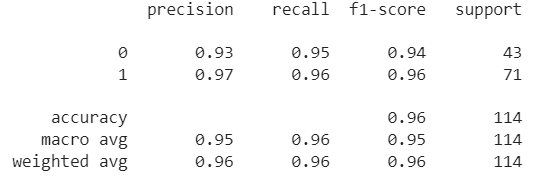 precision recall f1-score support
0 0.93 0.95 0.94 43
1 0.97 0.96 0.96 71
accuracy 0.96 114
macro avg 0.95 0.96 0.95 114
weighted avg 0.96 0.96 0.96 114